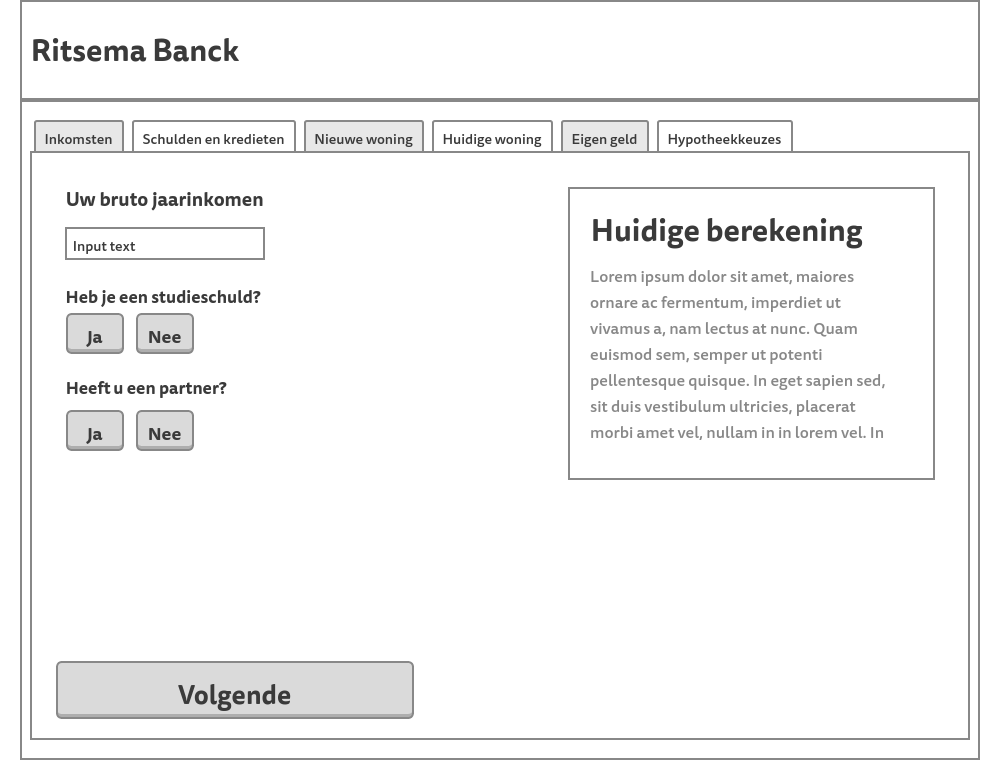 Ritsema Banck
Inkomsten
Schulden en kredieten
Nieuwe woning
Huidige woning
Eigen geld
Hypotheekkeuzes
Uw bruto jaarinkomen
Input text
Heb je een studieschuld?
Ja
Nee
Heeft u een partner?
Ja
Nee
Huidige berekening
Lorem ipsum dolor sit amet, maiores
ornare ac fermentum, imperdiet ut
vivamus a, nam lectus at nunc. Quam
euismod sem, semper ut potenti
pellentesque quisque. In eget sapien sed,
sit duis vestibulum ultricies, placerat
morbi amet vel, nullam in in lorem vel. In
Volgende